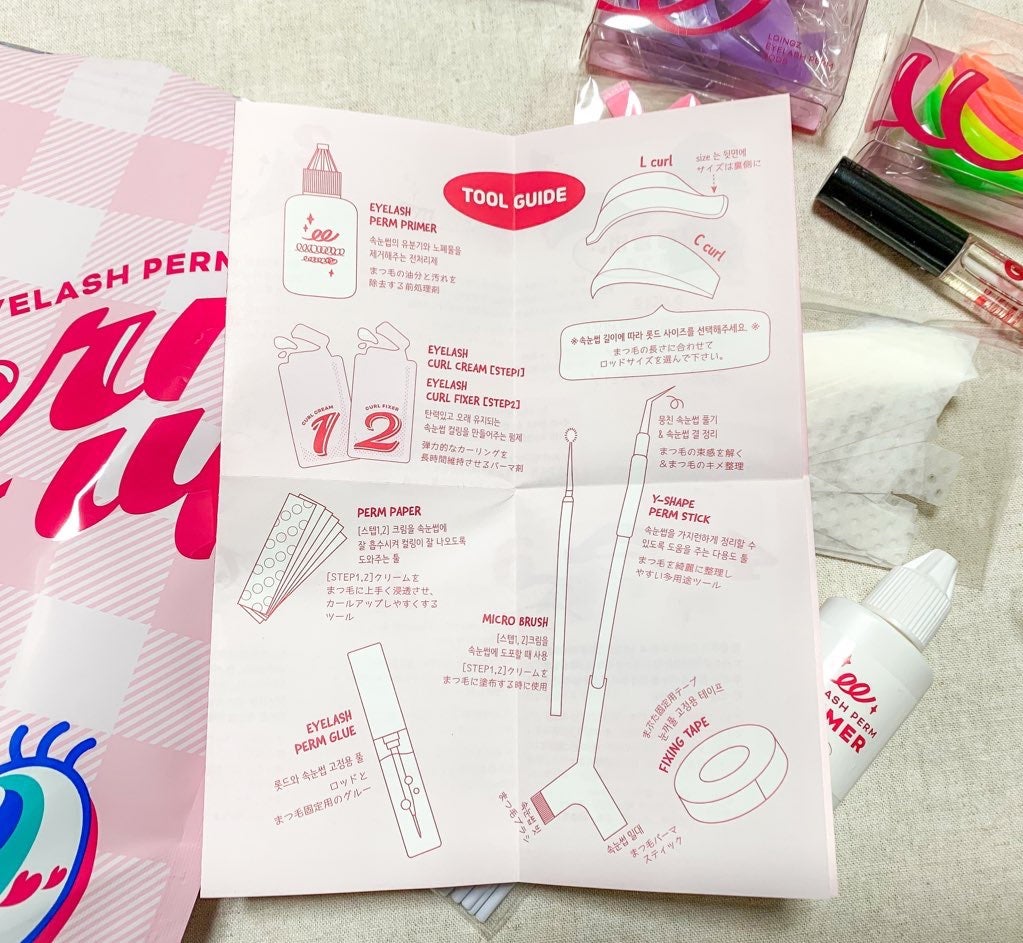 TOOL GUIDE
EYELASH
PERM PRIMER
속눈썹의 유분기와 노폐물을
제거해주는 전처리제
まつ毛の油分と汚れを
除去する前処理剤
L curl
size 는 뒷면에
サイズは裏側に
C curl
※속눈썹 길이에 따라 롯드 사이즈를 선택해주세요.※
まつ毛の長さに合わせて
ロッドサイズを選んで下さい。
CURL CREAM
1
CURL FIXER
2
EYELASH
CURL CREAM [STEP1]
EYELASH
CURL FIXER [STEP2]
탄력있고 오래 유지되는
속눈썹 컬링을 만들어주는 펌제
弾力的なカーリングを
長時間維持させるパーマ剤
뭉친 속눈썹 풀기
& 속눈썹 결 정리
まつ毛の束感を解く
&まつ毛のキメ整理
PERM PAPER
[스텝1,2] 크림을 속눈썹에
잘 흡수시켜 컬링이 잘 나오도록
도와주는 툴
[STEP1,2]クリームを
まつ毛に上手く浸透させ、
カールアップしやすくする
ツール
Y-SHAPE
PERM STICK
속눈썹을 가지런하게 정리할 수
있도록 도움을 주는 다용도 툴
まつ毛を綺麗に整理し
やすい多用途ツール
MICRO BRUSH
[스텝1, 2]크림을
속눈썹에 도포할 때 사용
[STEP1,2]クリームを
まつ毛に塗布する時に使用
EYELASH
PERM GLUE
롯드와 속눈썹 고정용 풀
ロッドと
まつ毛固定用のグルー
まぶた固定用テープ
눈꺼풀 고정용 테이프
FIXING TAPE
속눈썹 빗
まつ毛ブラシ
속눈썹 밀대
まつ毛パーマ
スティック
YELASH PERM
LQINGZ
EYELASH PERM
RODS
ASH PERM
MER